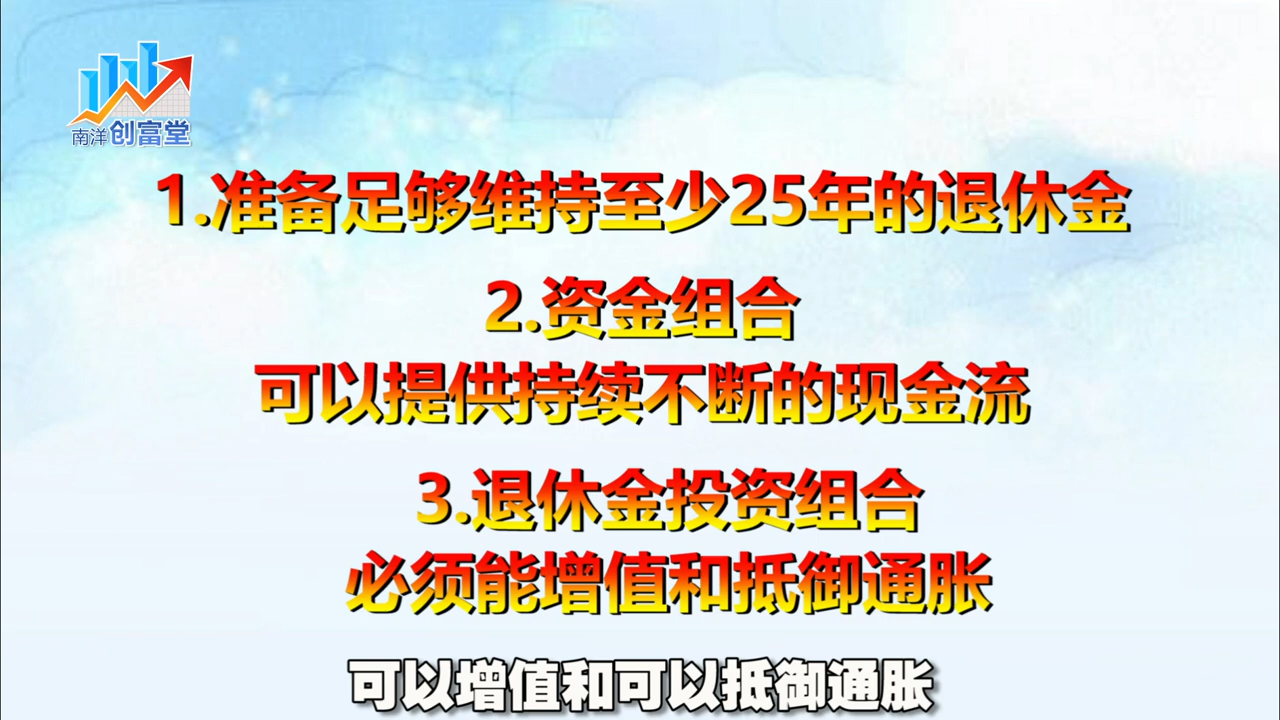 南洋创富堂
1.准备足够维持至少25年的退休金
2.资金组合
可以提供持续不断的现金流
3.退休金投资组合
必须能增值和抵御通胀
可以增值和可以抵御通胀